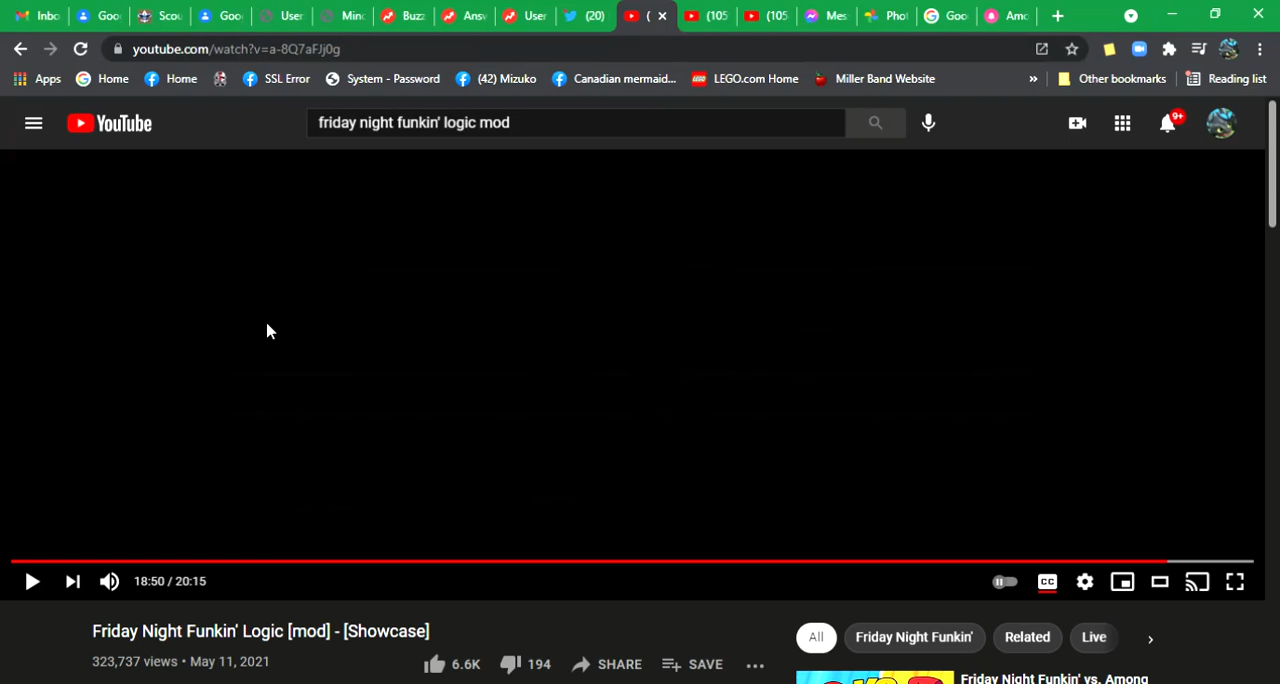 Inbo Goo Scou Goo User Minc Buzz Ansv User (20) ( (105 (105 Mes Phot Goo Amc
youtube.com/watch?v=a-8Q7aFJj0g
Apps Home Home SSL Error System - Password (42) Mizuko Canadian mermaid... LEGO.com Home Miller Band Website » Other bookmarks Reading list
YouTube friday night funkin' logic mod 9+
18:50 / 20:15 CC
Friday Night Funkin' Logic [mod] - [Showcase]
323,737 views • May 11, 2021
6.6K 194 SHARE SAVE ...
All Friday Night Funkin' Related Live
Friday Night Funkin' vs. Among